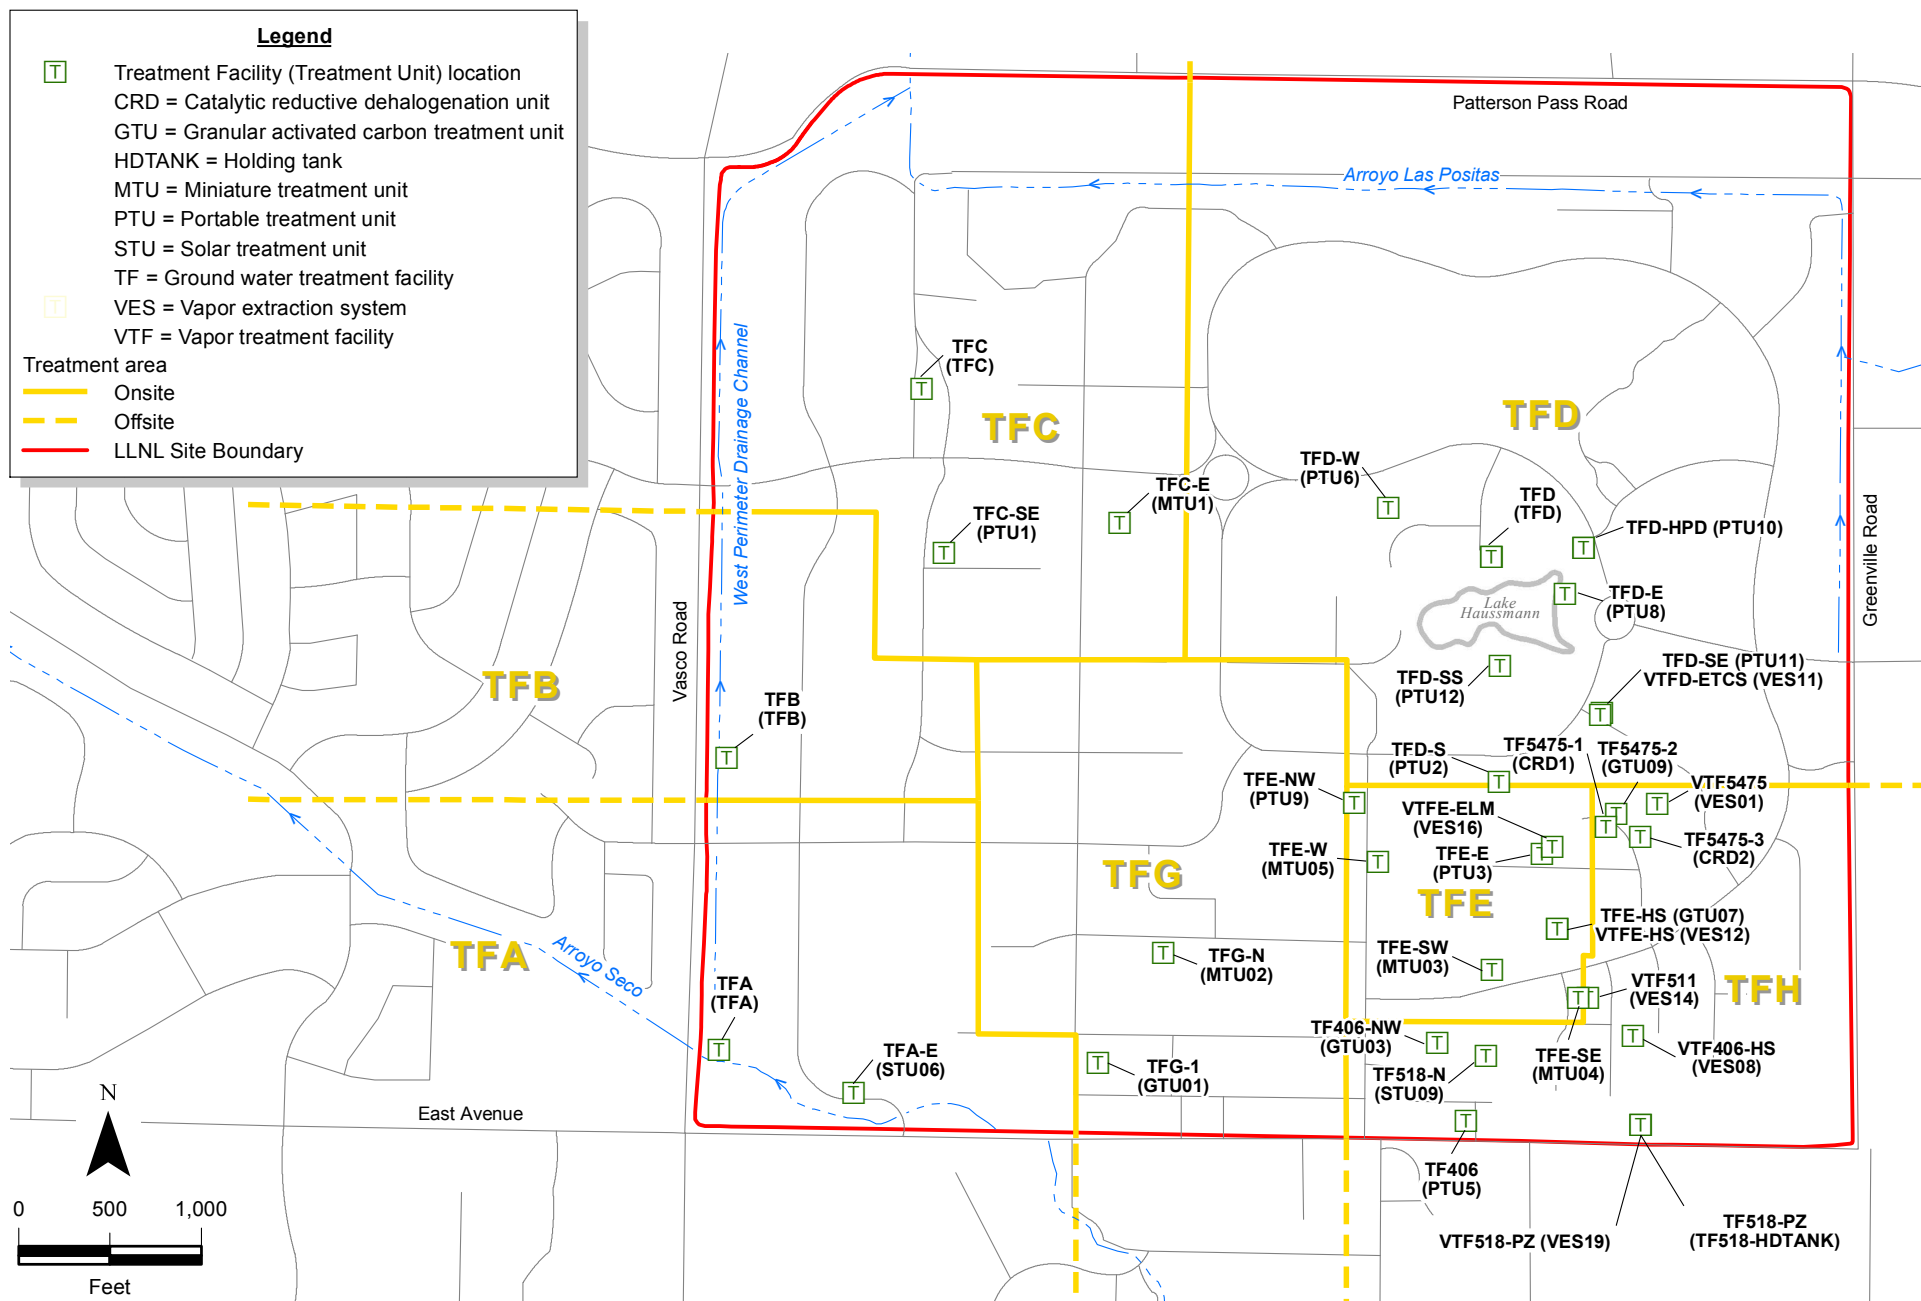 Legend
T Treatment Facility (Treatment Unit) location
CRD = Catalytic reductive dehalogenation unit
GTU = Granular activated carbon treatment unit
HDTANK = Holding tank
MTU = Miniature treatment unit
PTU = Portable treatment unit
STU = Solar treatment unit
TF = Ground water treatment facility
T VES = Vapor extraction system
VTF = Vapor treatment facility
Treatment area
Onsite
Offsite
LLNL Site Boundary
Patterson Pass Road
Arroyo Las Positas
West Perimeter Drainage Channel
Vasco Road
Greenville Road
East Avenue
Arroyo Seco
Lake
Haussmann
TFC
(TFC)
T
TFC
TFD
TFD-W
(PTU6)
T
TFC-E
(MTU1)
T
TFC-SE
(PTU1)
T
TFD
(TFD)
T
TFD-HPD (PTU10)
T
TFD-E
(PTU8)
T
TFD-SS
(PTU12)
T
TFD-SE (PTU11)
VTFD-ETCS (VES11)
T
TFB
TFB
(TFB)
T
TFD-S
(PTU2)
T
TF5475-1
(CRD1)
T
TF5475-2
(GTU09)
T
VTF5475
(VES01)
T
TF5475-3
(CRD2)
T
TFE-NW
(PTU9)
T
VTFE-ELM
(VES16)
T
TFE-E
(PTU3)
T
TFE-W
(MTU05)
T
TFG
TFE
TFE-HS (GTU07)
VTFE-HS (VES12)
T
TFE-SW
(MTU03)
T
TFG-N
(MTU02)
T
TFA
TFH
VTF511
(VES14)
T
TFA
(TFA)
T
TFA-E
(STU06)
T
TFG-1
(GTU01)
T
TF406-NW
(GTU03)
T
TF518-N
(STU09)
T
TFE-SE
(MTU04)
T
VTF406-HS
(VES08)
T
TF406
(PTU5)
T
VTF518-PZ (VES19)
TF518-PZ
(TF518-HDTANK)
T
N
0 500 1,000
Feet